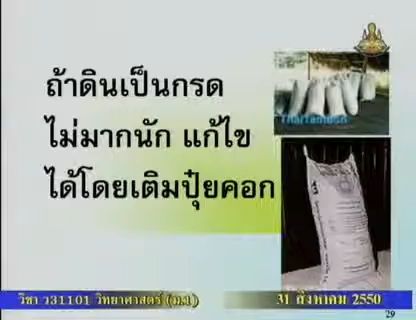 ถ้าดินเป็นกรด
ไม่มากนัก แก้ไข
ได้โดยเติมปุ๋ยคอก
วิชา ว31101 วิทยาศาสตร์ (ม.1)
31 สิงหาคม 2550
29